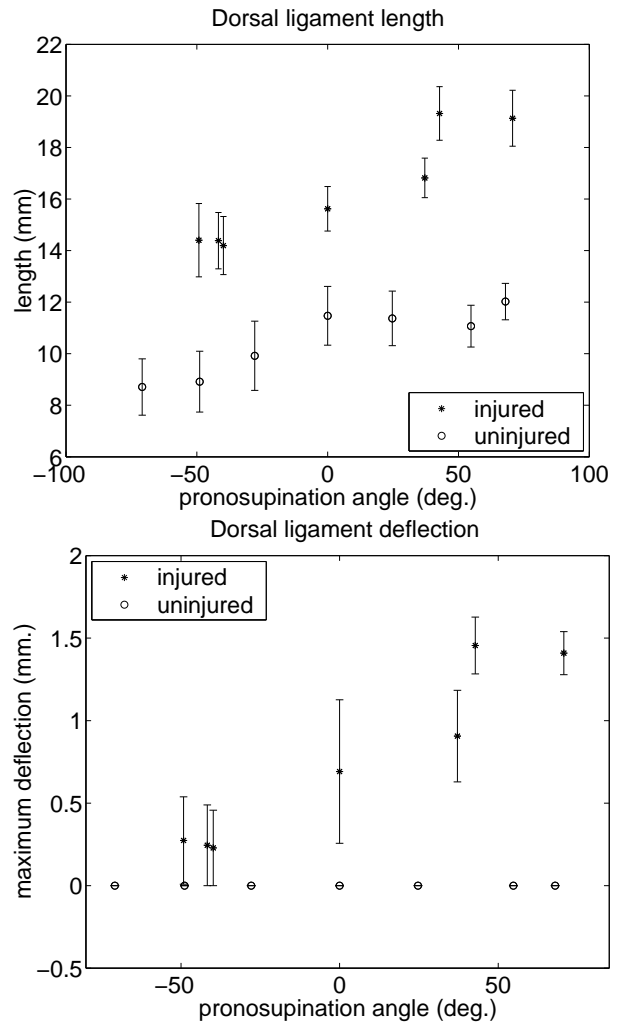 Dorsal ligament length
22
20
18
16
14
12
10
8
6
length (mm)
injured
uninjured
−100
−50
0
50
100
pronosupination angle (deg.)
Dorsal ligament deflection
2
1.5
1
0.5
0
−0.5
maximum deflection (mm.)
injured
uninjured
−50
0
50
pronosupination angle (deg.)